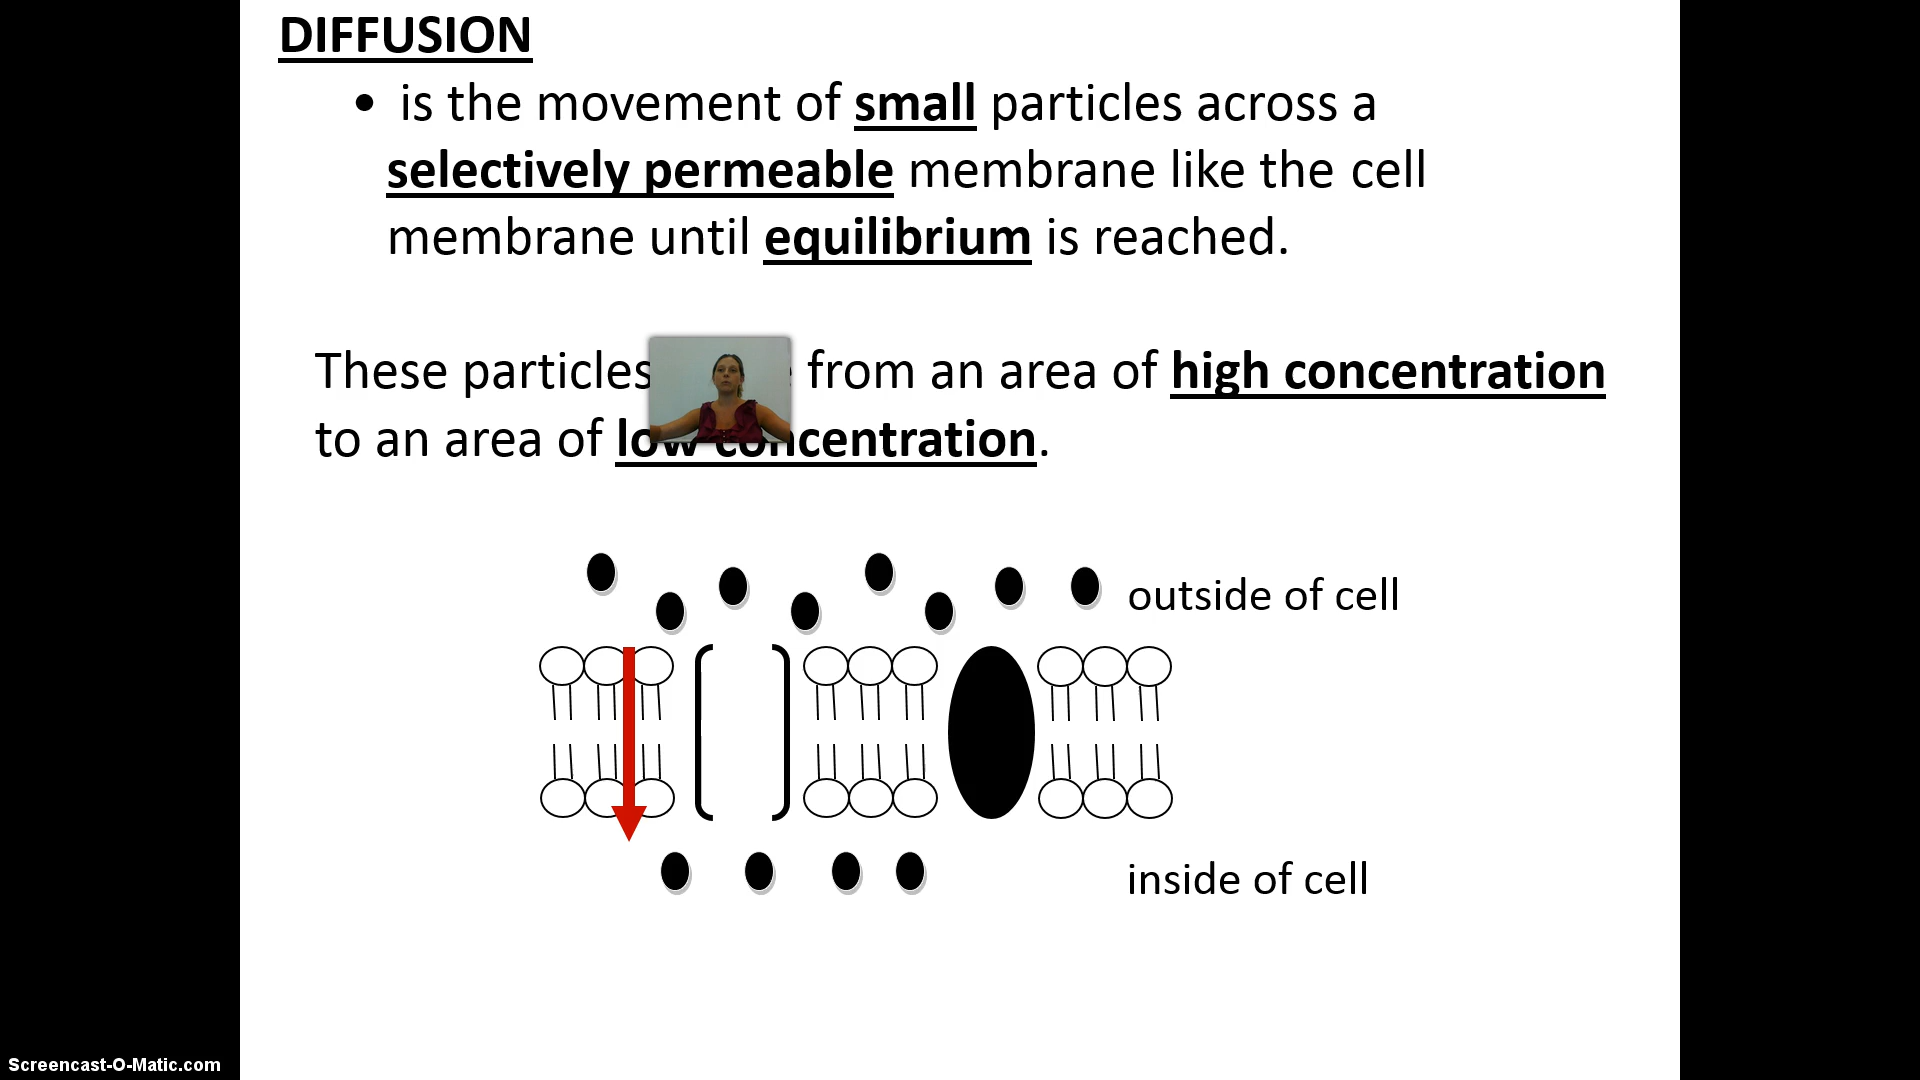 DIFFUSION
• is the movement of small particles across a
selectively permeable membrane like the cell
membrane until equilibrium is reached.
These particles from an area of high concentration
to an area of low concentration.
outside of cell
inside of cell
Screencast-O-Matic.com